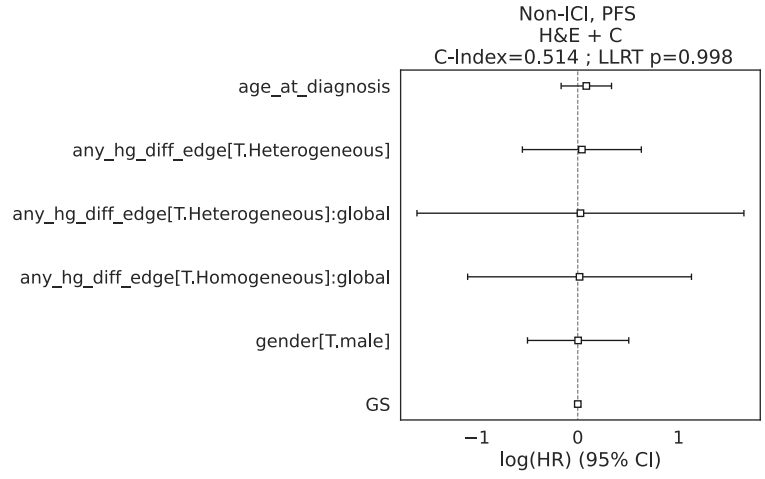 Non-ICI, PFS
H&E + C
C-Index=0.514 ; LLRT p=0.998
age_at_diagnosis
any_hg_diff_edge[T.Heterogeneous]
any_hg_diff_edge[T.Heterogeneous]:global
any_hg_diff_edge[T.Homogeneous]:global
gender[T.male]
GS
−1 0 1
log(HR) (95% CI)